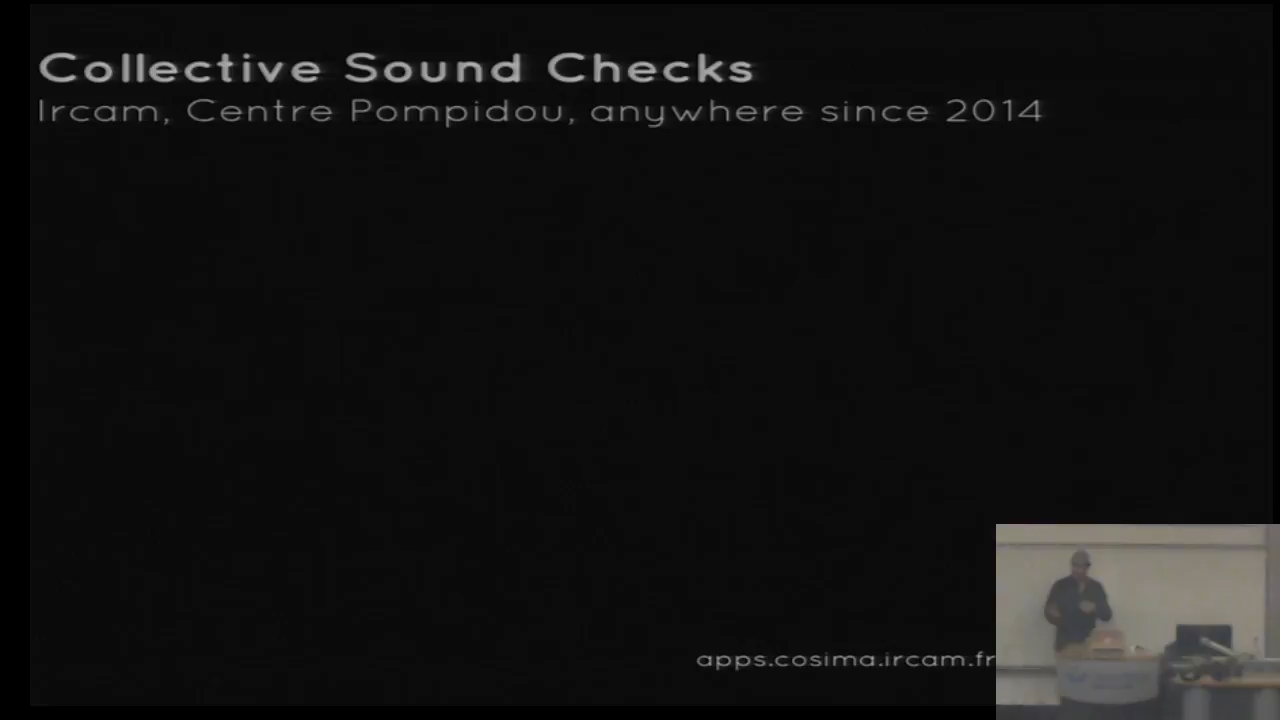 Collective Sound Checks
Ircam, Centre Pompidou, anywhere since 2014
apps.cosima.ircam.fr